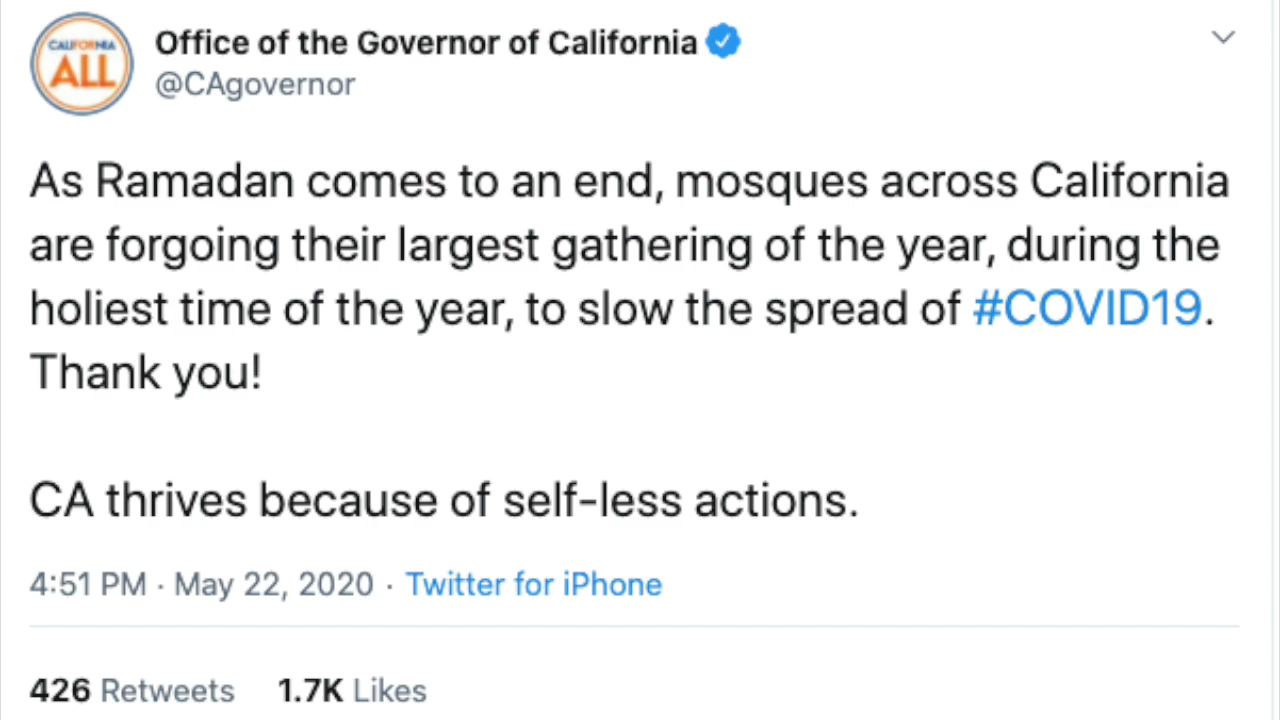 CALIFORNIA
ALL
Office of the Governor of California
@CAgovernor
As Ramadan comes to an end, mosques across California
are forgoing their largest gathering of the year, during the
holiest time of the year, to slow the spread of #COVID19.
Thank you!
CA thrives because of self-less actions.
4:51 PM · May 22, 2020 · Twitter for iPhone
426 Retweets 1.7K Likes